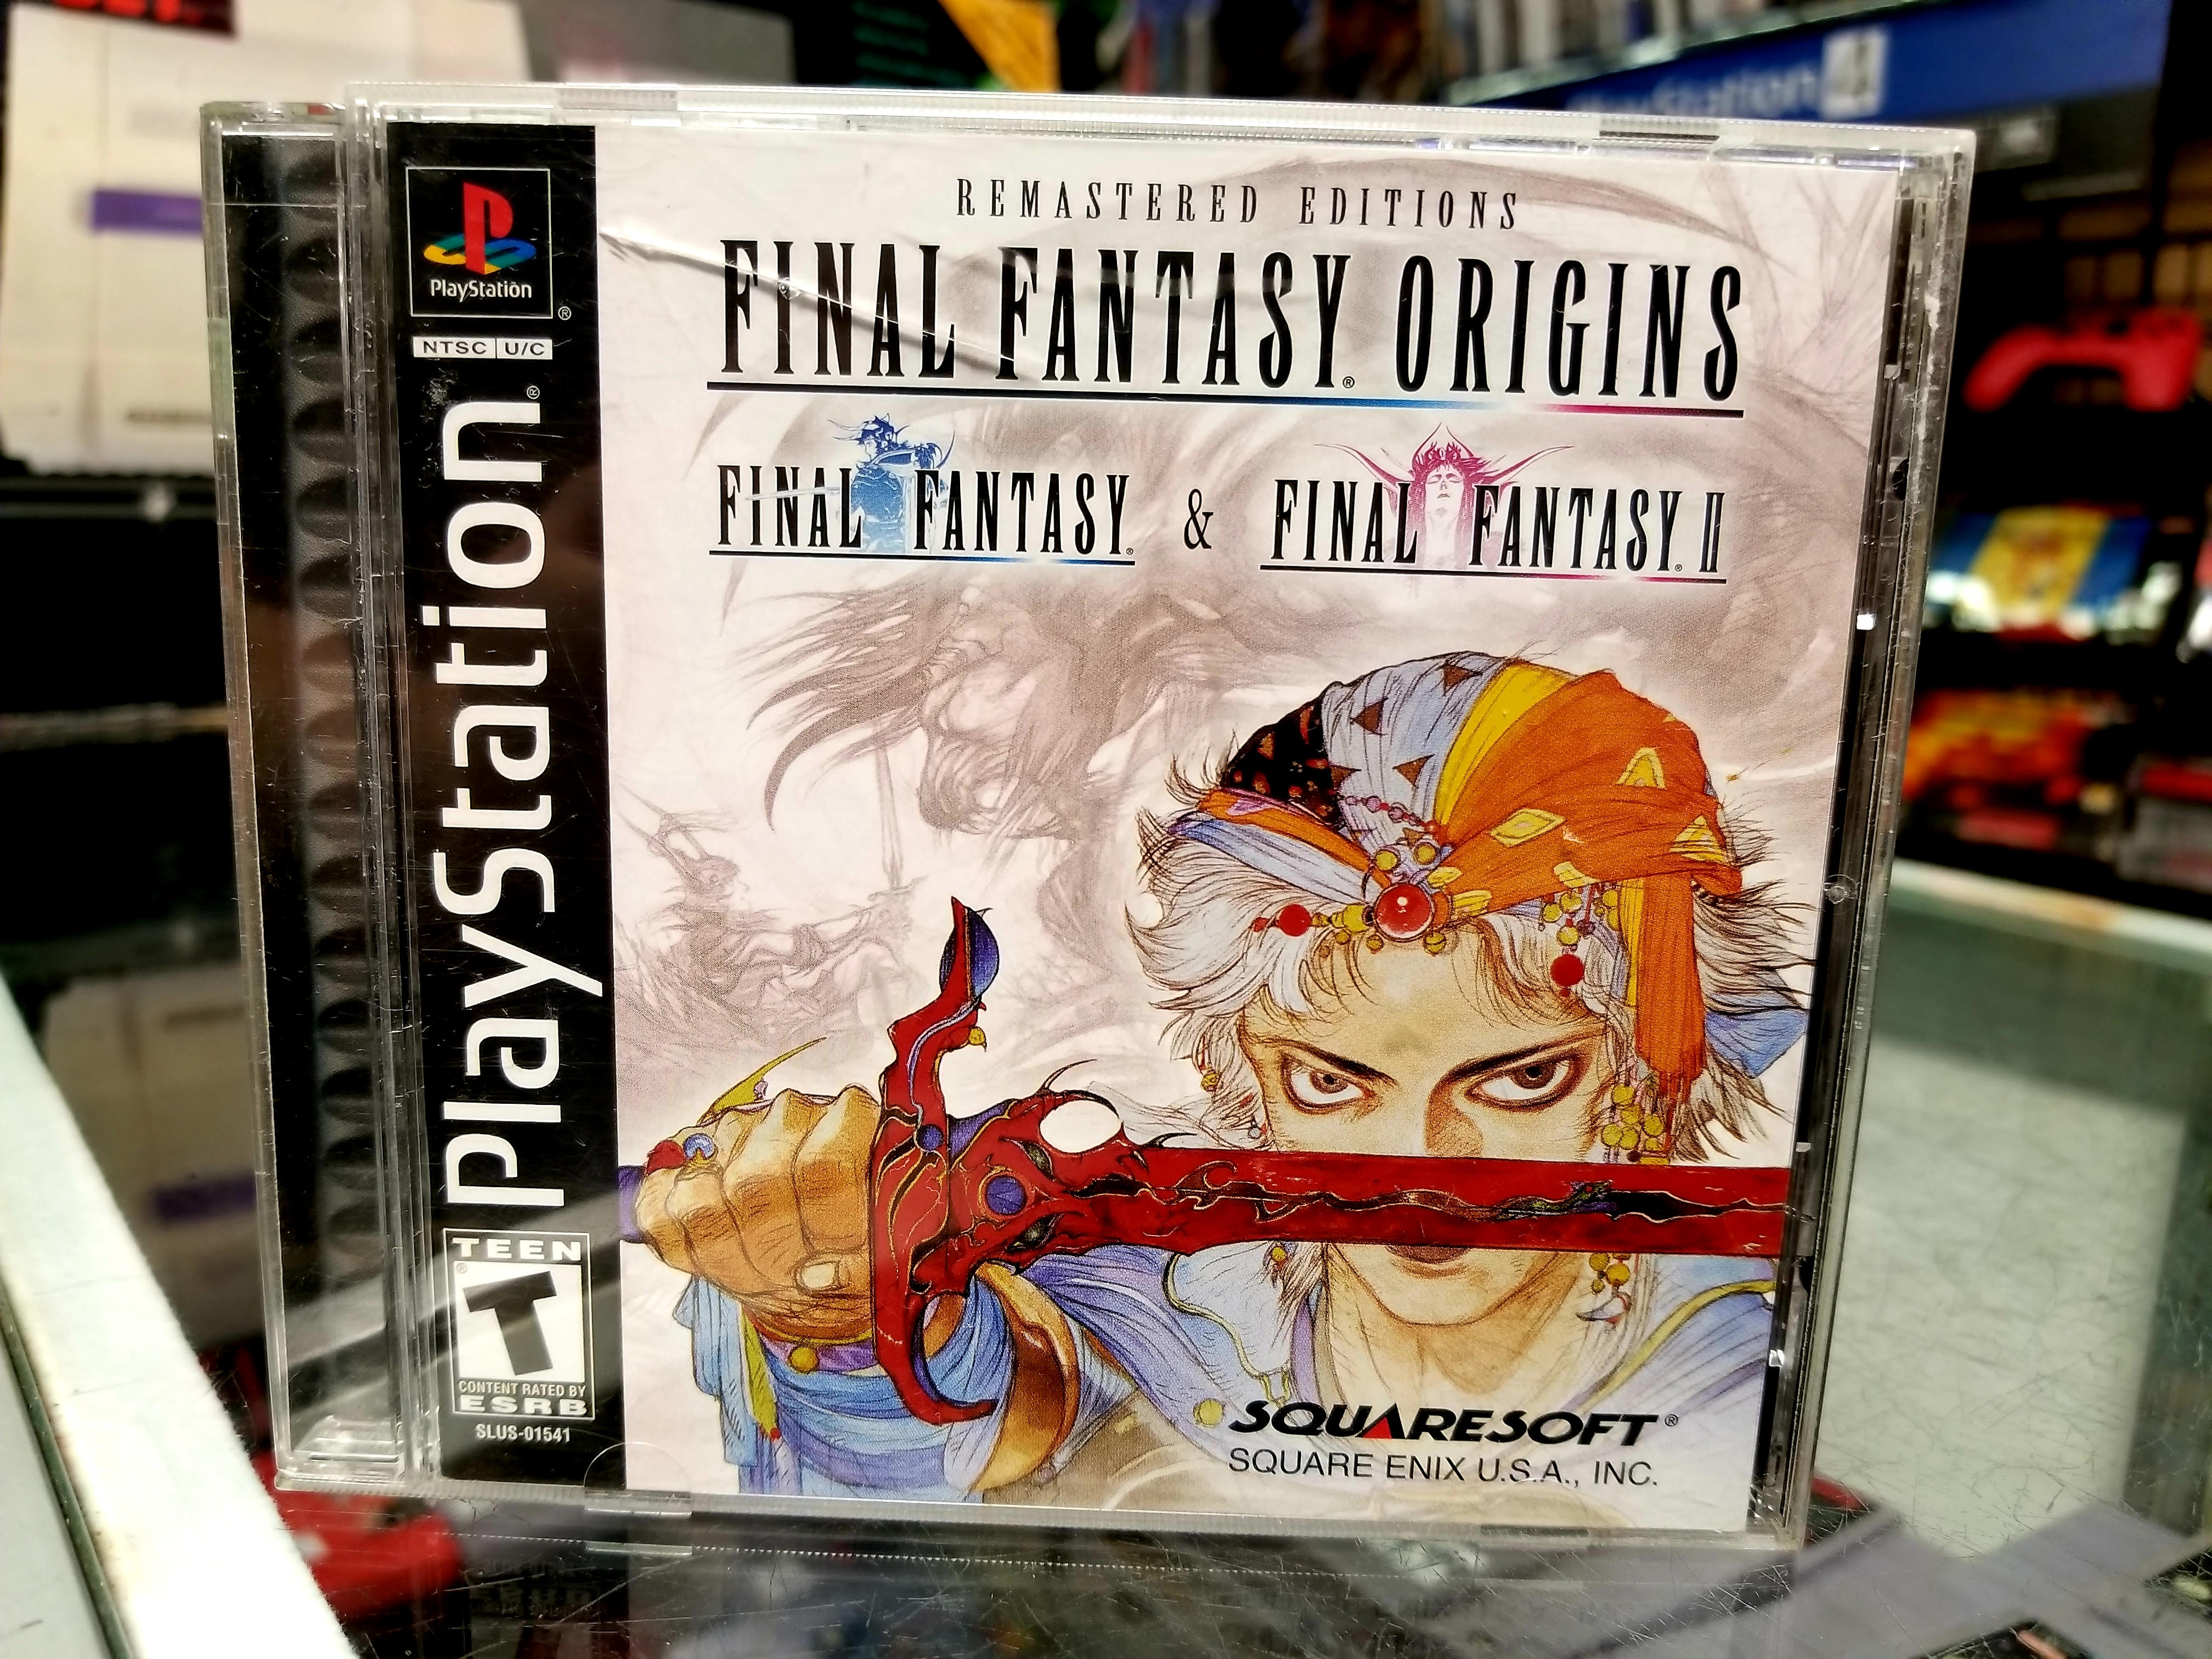 PlayStation
®
NTSC U/C
PlayStation®
TEEN
®
T
CONTENT RATED BY
ESRB
SLUS-01541
REMASTERED EDITIONS
FINAL FANTASY® ORIGINS
FINAL FANTASY® & FINAL FANTASY® II
SQUARESOFT®
SQUARE ENIX U.S.A., INC.
PlayStation